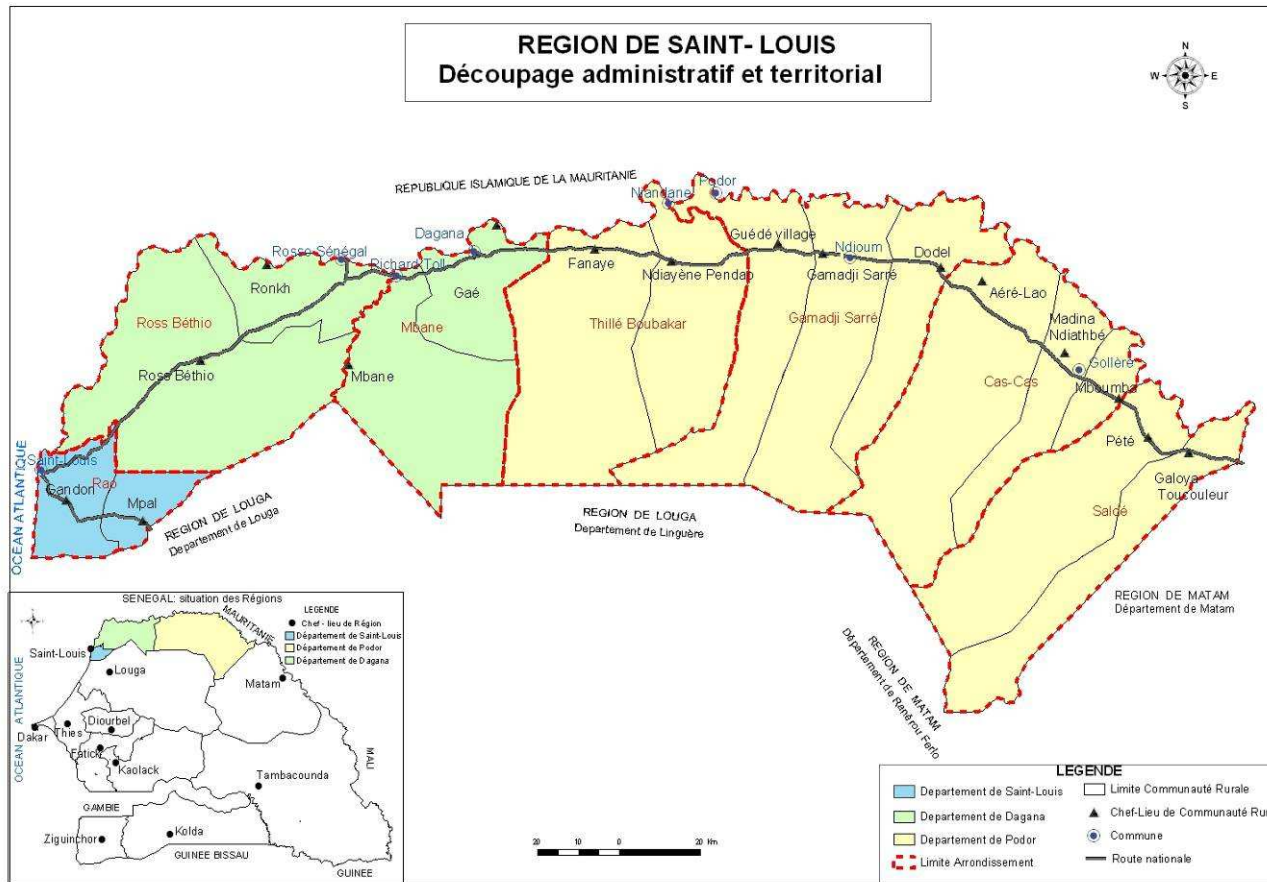 REGION DE SAINT- LOUIS
Découpage administratif et territorial
N
W
E
S
REPUBLIQUE ISLAMIQUE DE LA MAURITANIE
Niandane
Podor
Dagana
Rosso-Sénégal
Richard Toll
Guédé village
Ndjoum
Dodel
Fanaye
Ndiayène Pendao
Gamadji Sarré
Ronkh
Gaé
Aéré-Lao
Ross Béthio
Mbane
Thillé Boubakar
Gamadji Sarré
Madina
Ndiathbé
Ross Béthio
Mbane
Cas-Cas
Gollère
Mboumba
Pété
OCEAN ATLANTIQUE
Saint-Louis
Rao
Gandon
Mpal
Galoya
Toucouleur
Saldé
REGION DE LOUGA
Departement de Louga
REGION DE LOUGA
Departement de Linguère
REGION DE MATAM
Département de Matam
REGION DE MATAM
Département de Ranérou Ferlo
SENEGAL: situation des Régions
LEGENDE
Chef - lieu de Région
Département de Saint-Louis
Département de Podor
Département de Dagana
MAURITANIE
OCEAN ATLANTIQUE
Saint-Louis
Louga
Matam
Diourbel
Dakar
Thies
Fatick
Kaolack
MALI
Tambacounda
GAMBIE
Ziguinchor
Kolda
GUINEE BISSAU
GUINEE
20 10 0 20 Km
LEGENDE
Departement de Saint-Louis
Departement de Dagana
Departement de Podor
Limite Arrondissement
Limite Communauté Rurale
Chef-Lieu de Communauté Rur
Commune
Route nationale